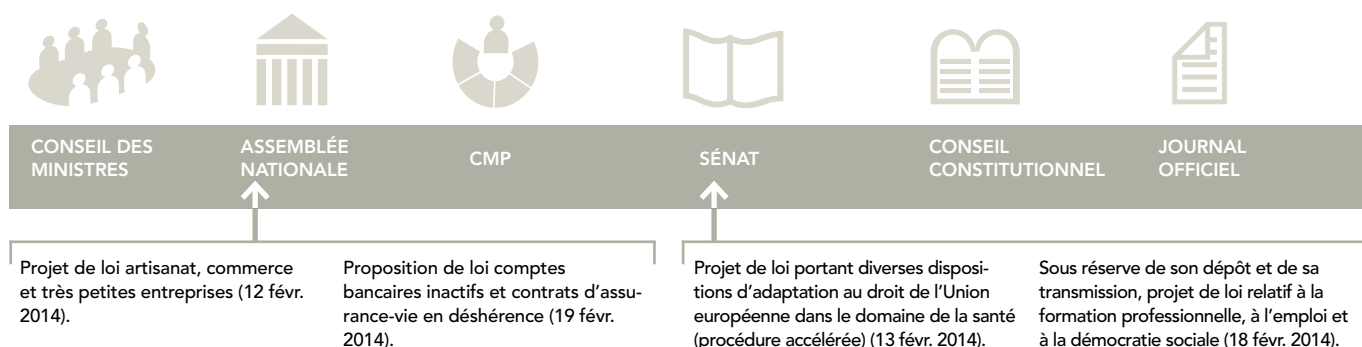 CONSEIL DES
MINISTRES
ASSEMBLÉE
NATIONALE
CMP
SÉNAT
CONSEIL
CONSTITUTIONNEL
JOURNAL
OFFICIEL
Projet de loi artisanat, commerce
et très petites entreprises (12 févr.
2014).
Proposition de loi comptes
bancaires inactifs et contrats d’assu-
rance-vie en déshérence (19 févr.
2014).
Projet de loi portant diverses disposi-
tions d’adaptation au droit de l’Union
européenne dans le domaine de la santé
(procédure accélérée) (13 févr. 2014).
Sous réserve de son dépôt et de sa
transmission, projet de loi relatif à la
formation professionnelle, à l’emploi et
à la démocratie sociale (18 févr. 2014).